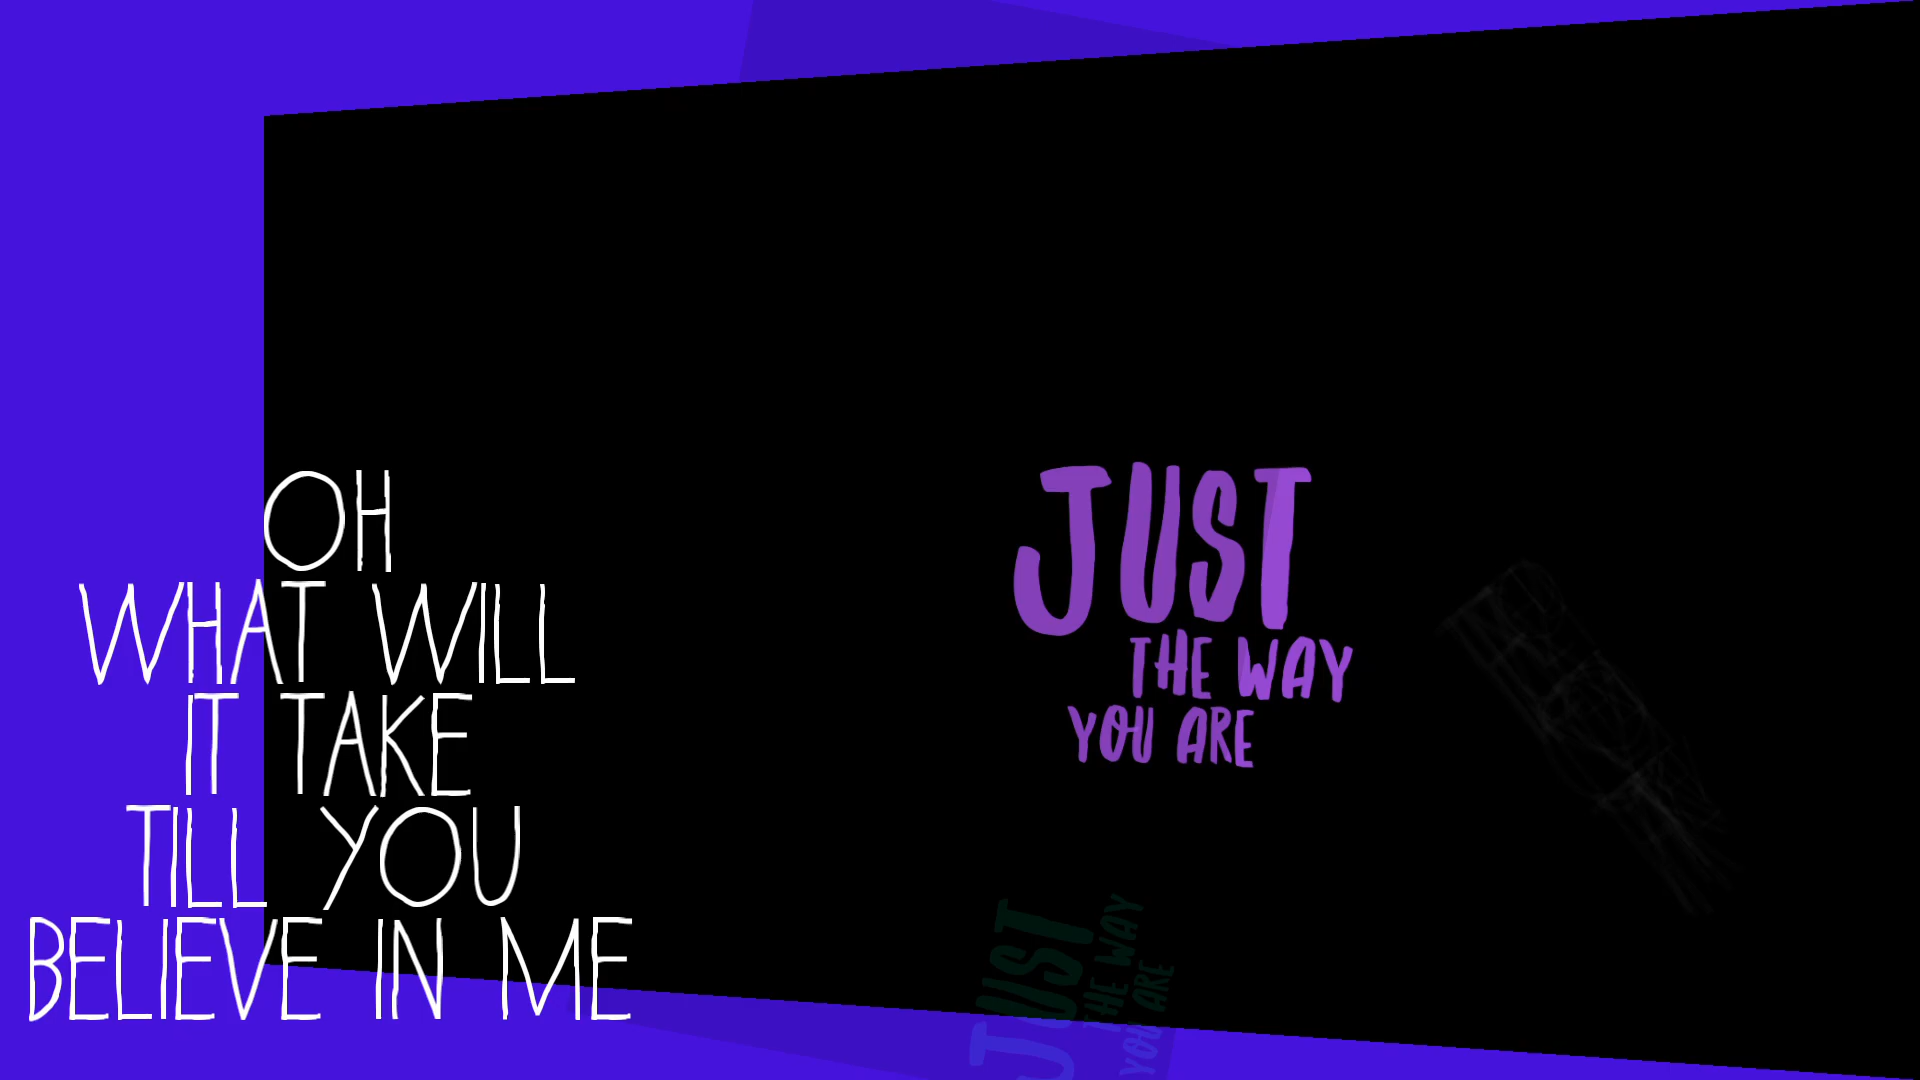 OH
WHAT WILL
IT TAKE
TILL YOU
BELIEVE IN ME
JUST
THE WAY
YOU ARE
JUST
THE WAY
YOU ARE